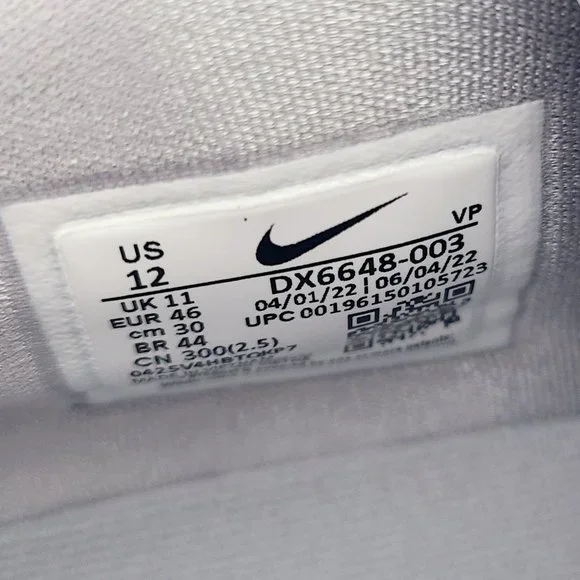 US
12
VP
DX6648-003
UK 11
04/01/22 | 06/04/22
EUR 46
UPC 00196150105723
cm 30
BR 44
CN 300(2.5)
0425V4HBTOKP7